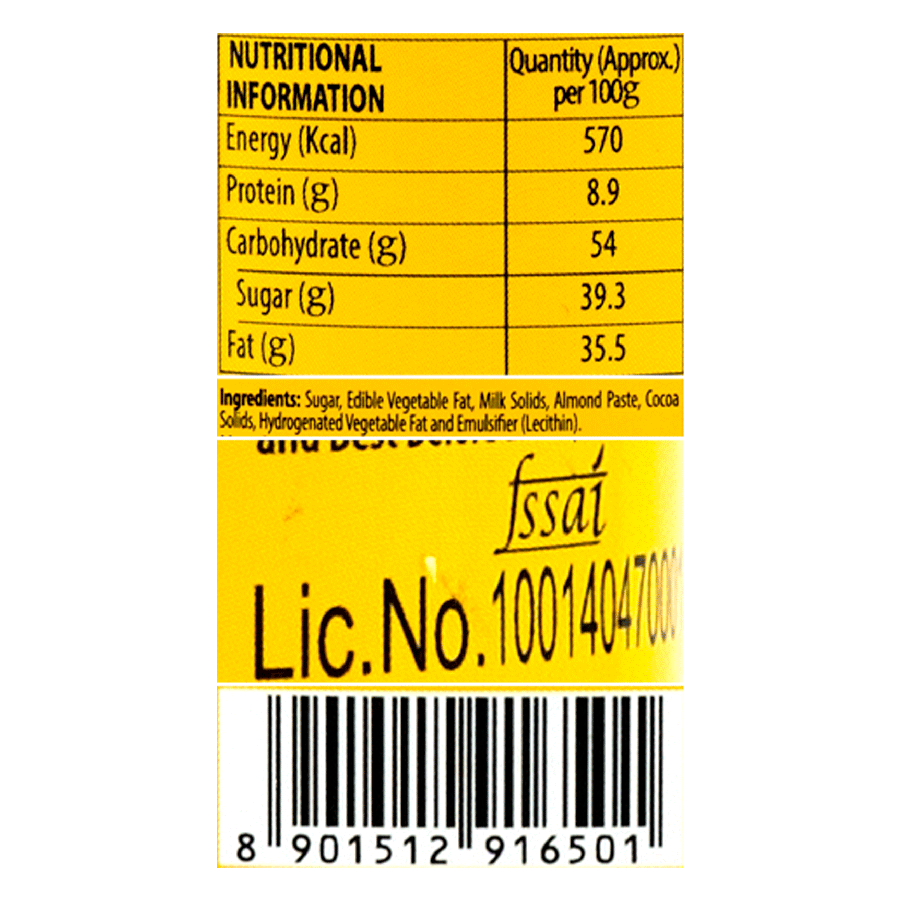 NUTRITIONAL INFORMATION
Quantity (Approx.) per 100g
Energy (Kcal) 570
Protein (g) 8.9
Carbohydrate (g) 54
Sugar (g) 39.3
Fat (g) 35.5
Ingredients: Sugar, Edible Vegetable Fat, Milk Solids, Almond Paste, Cocoa
Solids, Hydrogenated Vegetable Fat and Emulsifier (Lecithin).
and Best
fssai
Lic.No.
8 901512 916501